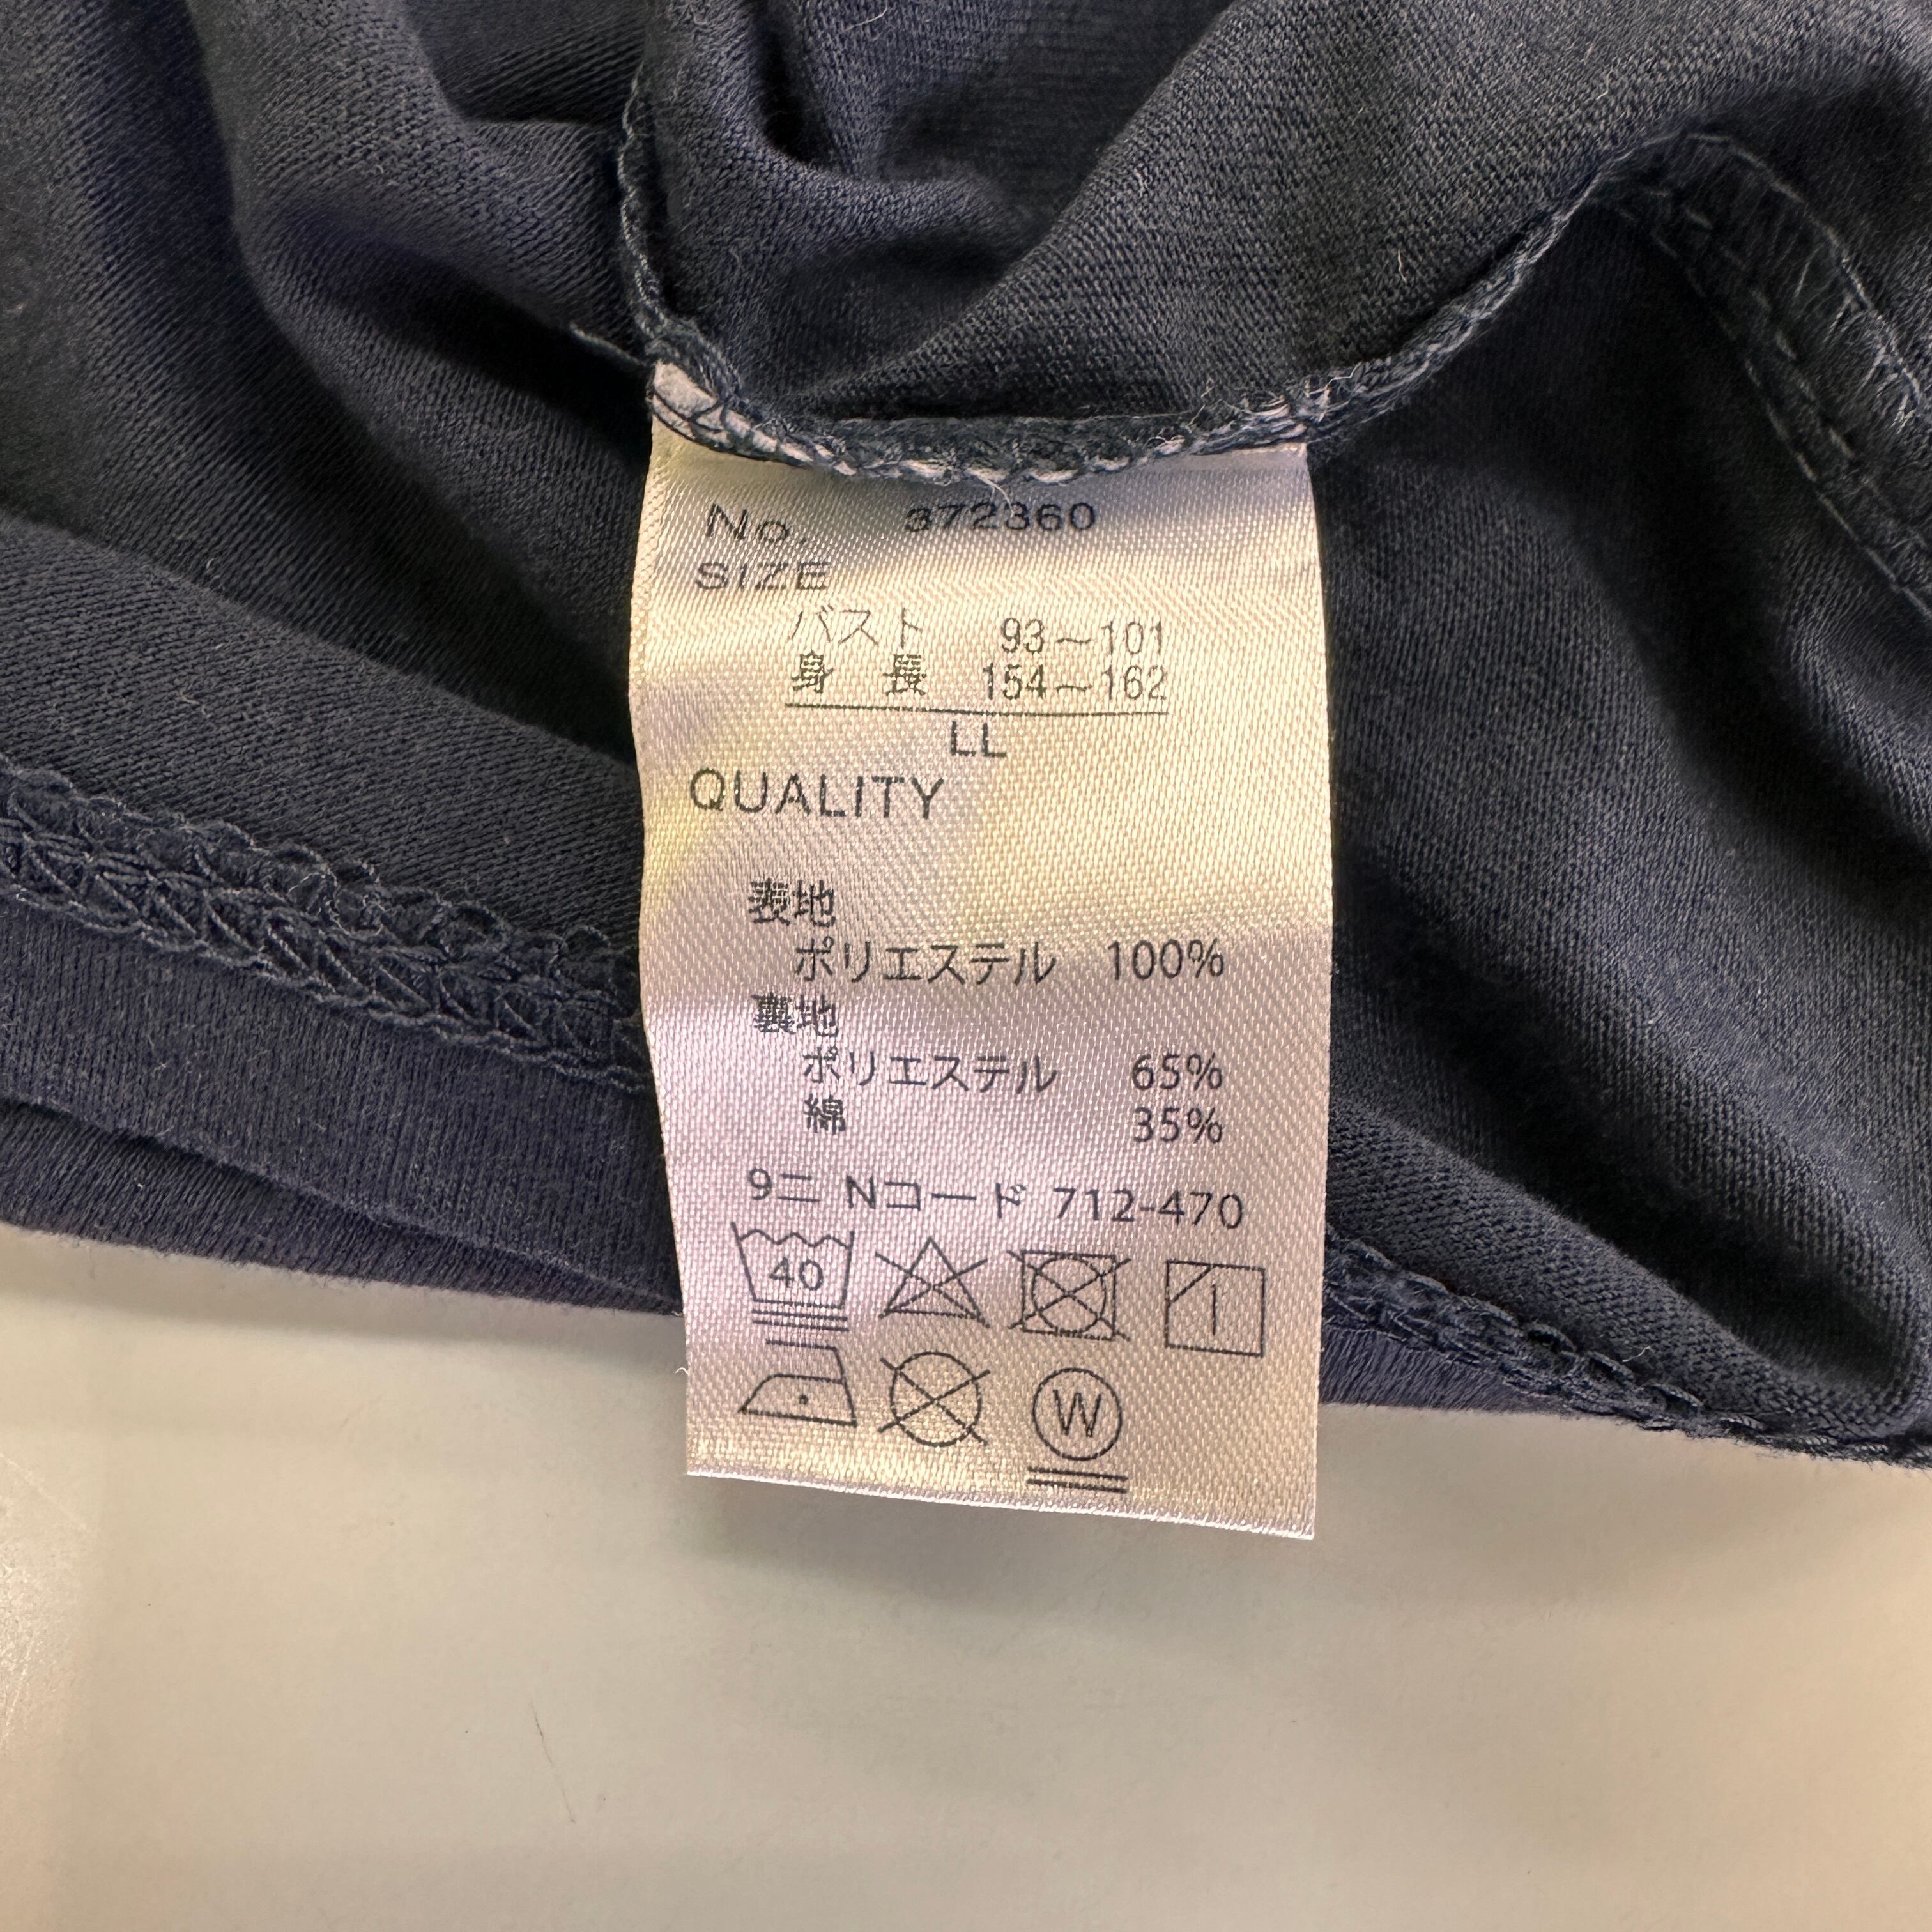 No. 372360
SIZE
バスト 93〜101
身 長 154〜162
LL
QUALITY
表地
ポリエステル 100%
裏地
ポリエステル 65%
綿 35%
9ニ Nコード 712-470
40
W